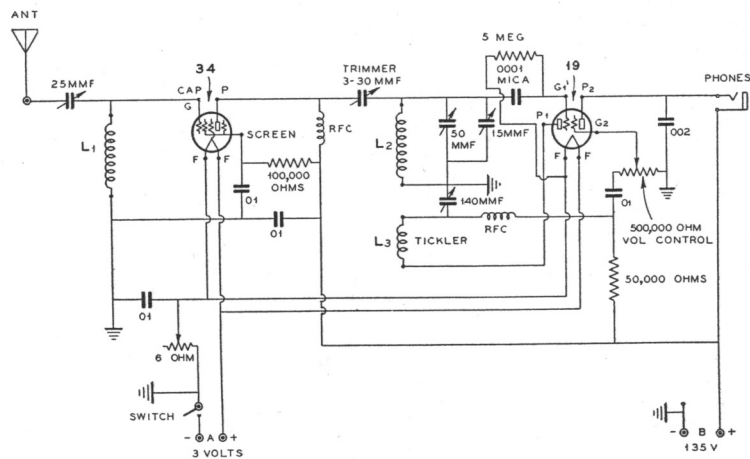 ANT
25 MMF
34
CAP P
G
SCREEN
F F
L1
RFC
100,000
OHMS
01
01
01
6 OHM
SWITCH
- A +
3 VOLTS
TRIMMER
3-30 MMF
5 MEG
0001
MICA
19
G1 P2
P1
G2
F F
L2
50
MMF
15MMF
140MMF
L3 TICKLER
RFC
PHONES
002
01
500,000 OHM
VOL CONTROL
50,000 OHMS
- B +
135 V